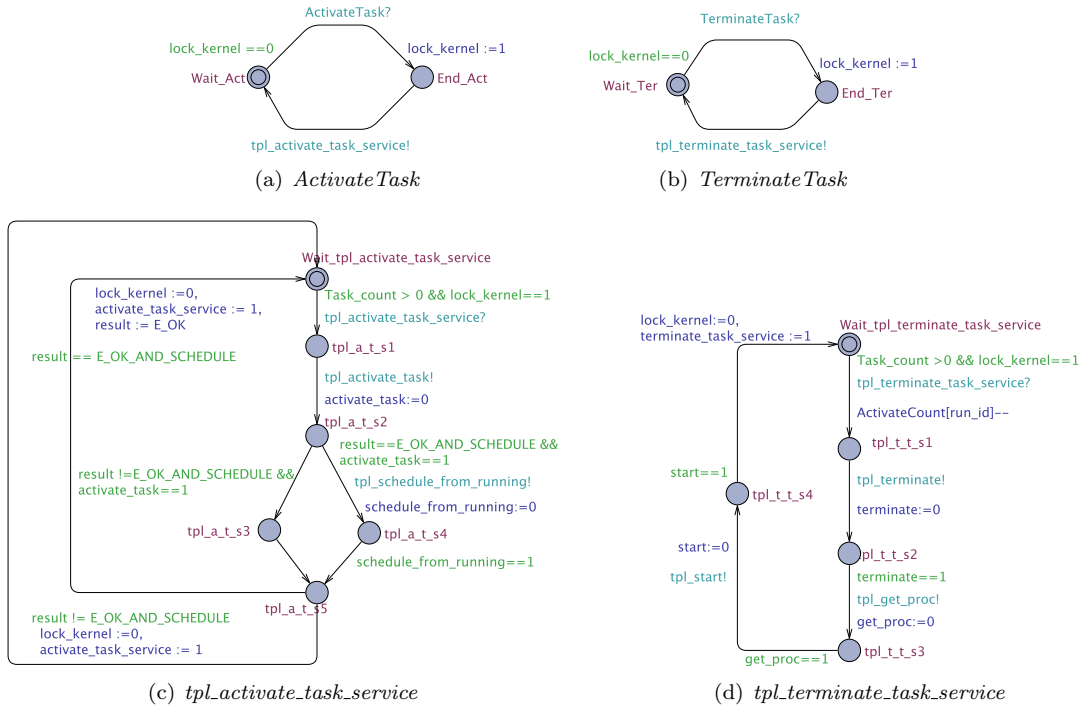 ActivateTask?
lock_kernel ==0
lock_kernel :=1
Wait_Act
End_Act
tpl_activate_task_service!
(a) ActivateTask
TerminateTask?
lock_kernel==0
lock_kernel :=1
Wait_Ter
End_Ter
tpl_terminate_task_service!
(b) TerminateTask
Wait_tpl_activate_task_service
lock_kernel :=0,
activate_task_service := 1,
result := E_OK
Task_count > 0 && lock_kernel==1
tpl_activate_task_service?
result == E_OK_AND_SCHEDULE
tpl_a_t_s1
tpl_activate_task!
activate_task:=0
tpl_a_t_s2
result==E_OK_AND_SCHEDULE &&
activate_task==1
result !=E_OK_AND_SCHEDULE &&
activate_task==1
tpl_schedule_from_running!
schedule_from_running:=0
tpl_a_t_s3
tpl_a_t_s4
schedule_from_running==1
tpl_a_t_s5
result != E_OK_AND_SCHEDULE
lock_kernel :=0,
activate_task_service := 1
(c) tpl_activate_task_service
lock_kernel:=0,
terminate_task_service :=1
Wait_tpl_terminate_task_service
Task_count >0 && lock_kernel==1
tpl_terminate_task_service?
ActivateCount[run_id]--
tpl_t_t_s1
start==1
tpl_terminate!
tpl_t_t_s4
terminate:=0
start:=0
pl_t_t_s2
tpl_start!
terminate==1
tpl_get_proc!
get_proc:=0
get_proc==1
tpl_t_t_s3
(d) tpl_terminate_task_service